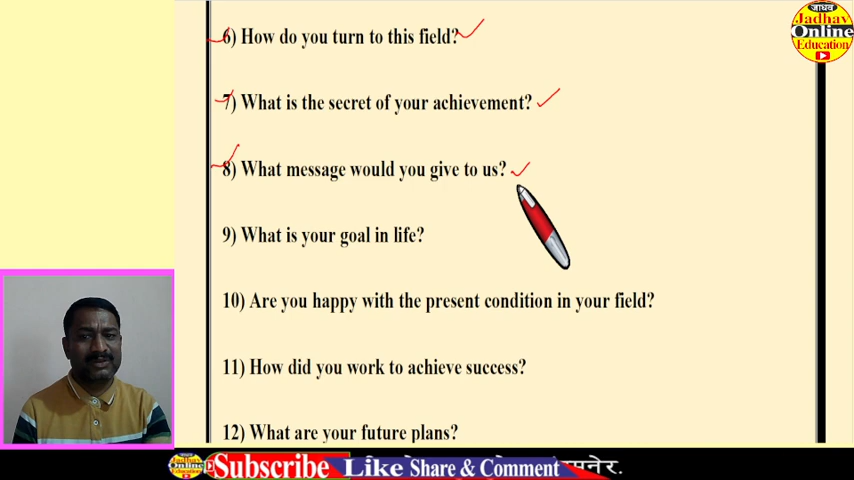 जाधव
Jadhav
Online
Education
6) How do you turn to this field?
7) What is the secret of your achievement?
8) What message would you give to us?
9) What is your goal in life?
10) Are you happy with the present condition in your field?
11) How did you work to achieve success?
12) What are your future plans?
Jadhav
Online
Education
Subscribe Like Share & Comment